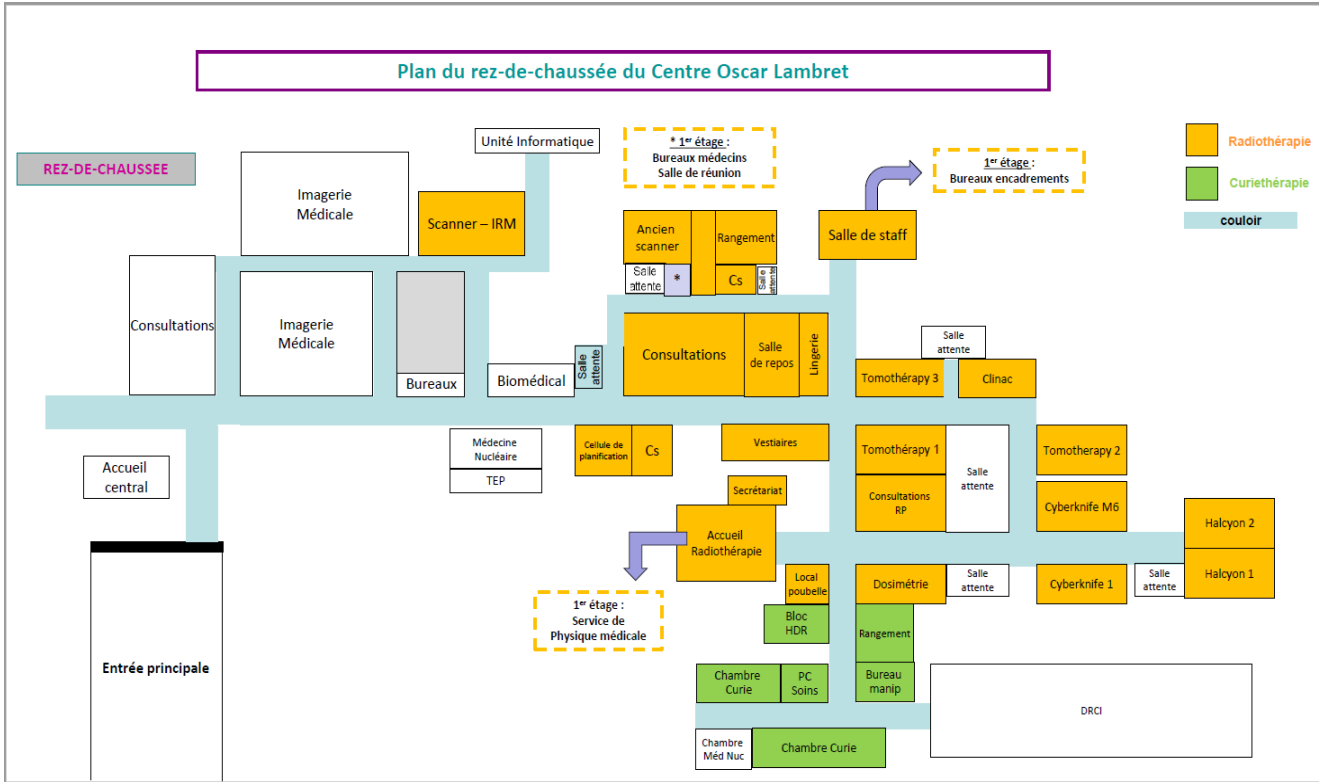 Plan du rez-de-chaussée du Centre Oscar Lambret
REZ-DE-CHAUSSEE
Unité Informatique
* 1er étage :
Bureaux médecins
Salle de réunion
1er étage :
Bureaux encadrements
Radiothérapie
Curiethérapie
couloir
Imagerie
Médicale
Scanner – IRM
Ancien
scanner
Rangement
Salle de staff
Salle
attente
*
Cs
Salle
attente
Consultations
Imagerie
Médicale
Bureaux
Biomédical
Salle
attente
Consultations
Salle
de repos
Lingerie
Salle
attente
Tomothérapy 3
Clinac
Accueil
central
Médecine
Nucléaire
TEP
Cellule de
planification
Cs
Vestiaires
Tomothérapy 1
Salle
attente
Tomotherapy 2
Secrétariat
Consultations
RP
Cyberknife M6
Accueil
Radiothérapie
Halcyon 2
Halcyon 1
Local
poubelle
Dosimétrie
Salle
attente
Cyberknife 1
Salle
attente
1er étage :
Service de
Physique médicale
Bloc
HDR
Rangement
Entrée principale
Chambre
Curie
PC
Soins
Bureau
manip
DRCI
Chambre
Méd Nuc
Chambre Curie